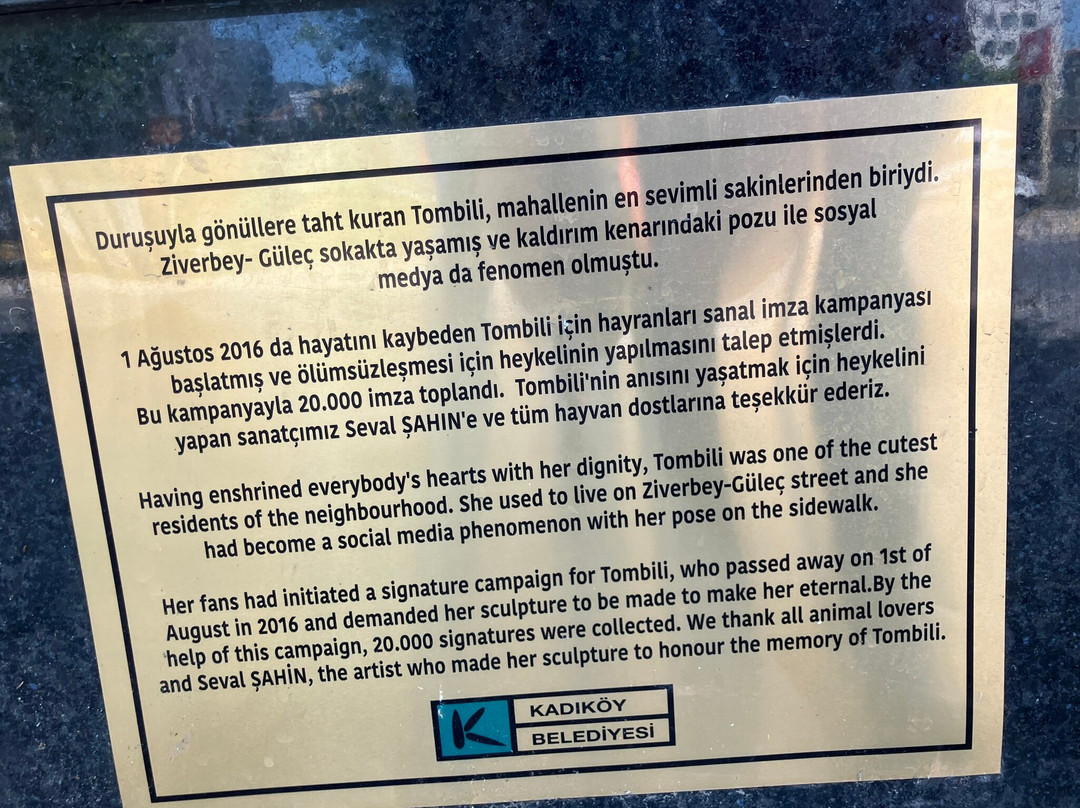 Duruşuyla gönüllere taht kuran Tombili, mahallenin en sevimli sakinlerinden biriydi.
Ziverbey- Güleç sokakta yaşamış ve kaldırım kenarındaki pozu ile sosyal
medya da fenomen olmuştu.
1 Ağustos 2016 da hayatını kaybeden Tombili için hayranları sanal imza kampanyası
başlatmış ve ölümsüzleşmesi için heykelinin yapılmasını talep etmişlerdi.
Bu kampanyayla 20.000 imza toplandı. Tombili'nin anısını yaşatmak için heykelini
yapan sanatçımız Seval ŞAHIN'e ve tüm hayvan dostlarına teşekkür ederiz.
Having enshrined everybody's hearts with her dignity, Tombili was one of the cutest
residents of the neighbourhood. She used to live on Ziverbey-Güleç street and she
had become a social media phenomenon with her pose on the sidewalk.
Her fans had initiated a signature campaign for Tombili, who passed away on 1st of
August in 2016 and demanded her sculpture to be made to make her eternal.By the
help of this campaign, 20.000 signatures were collected. We thank all animal lovers
and Seval ŞAHİN, the artist who made her sculpture to honour the memory of Tombili.
KADIKÖY
BELEDİYESİ